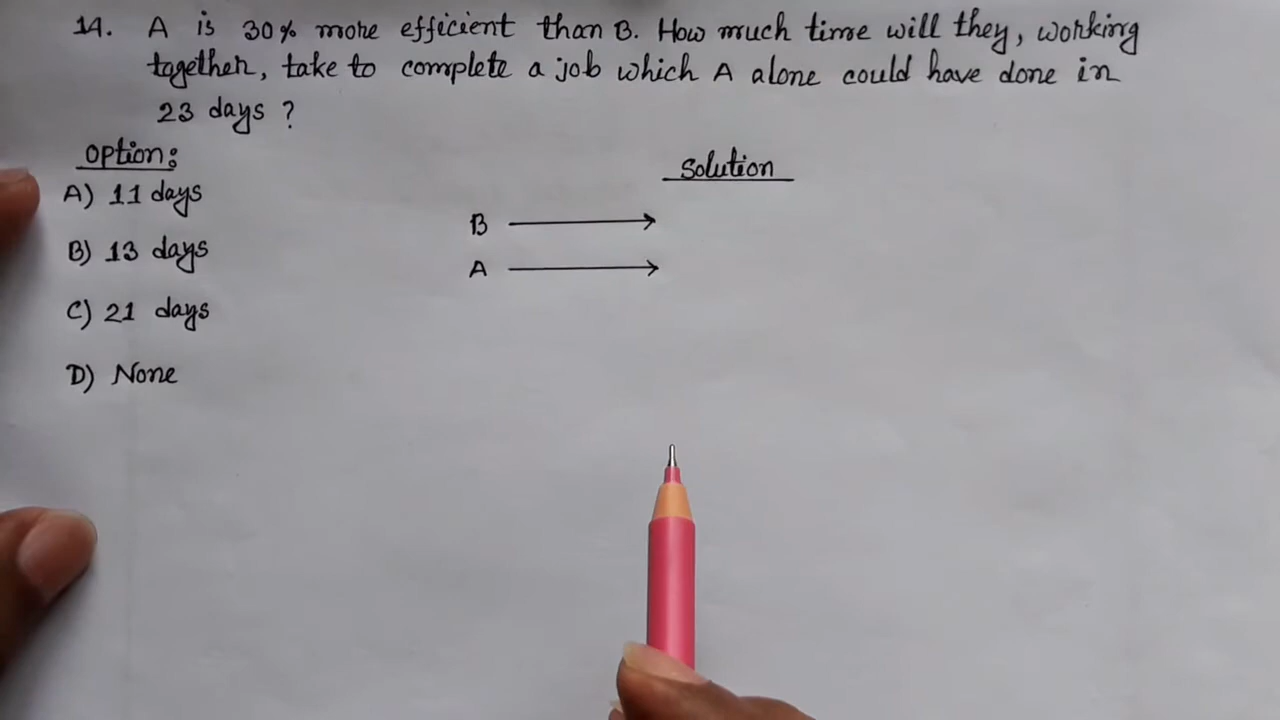 14. A is 30% more efficient than B. How much time will they, working
together, take to complete a job which A alone could have done in
23 days ?
Option:
A) 11 days
B) 13 days
C) 21 days
D) None
Solution
B →
A →